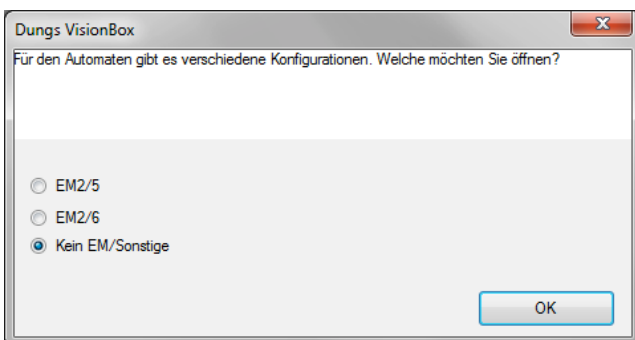 Dungs VisionBox
Für den Automaten gibt es verschiedene Konfigurationen. Welche möchten Sie öffnen?
EM2/5
EM2/6
Kein EM/Sonstige
OK